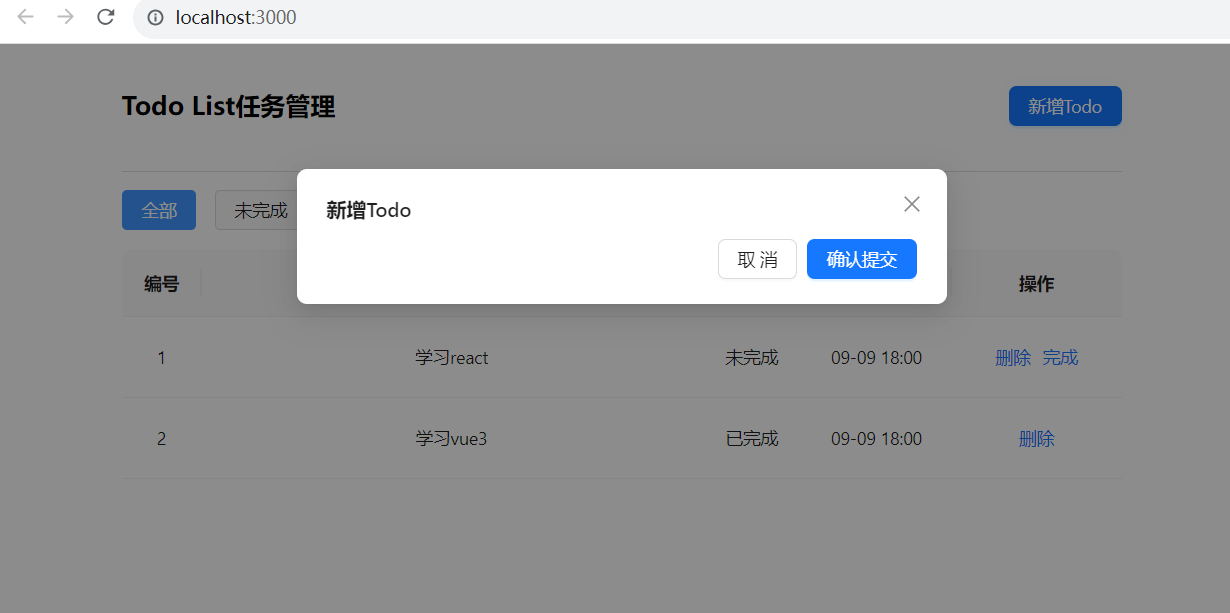 localhost:3000
Todo List任务管理
新增Todo
全部
未完成
新增Todo
取 消
确认提交
编号
操作
1
学习react
未完成
09-09 18:00
删除 完成
2
学习vue3
已完成
09-09 18:00
删除